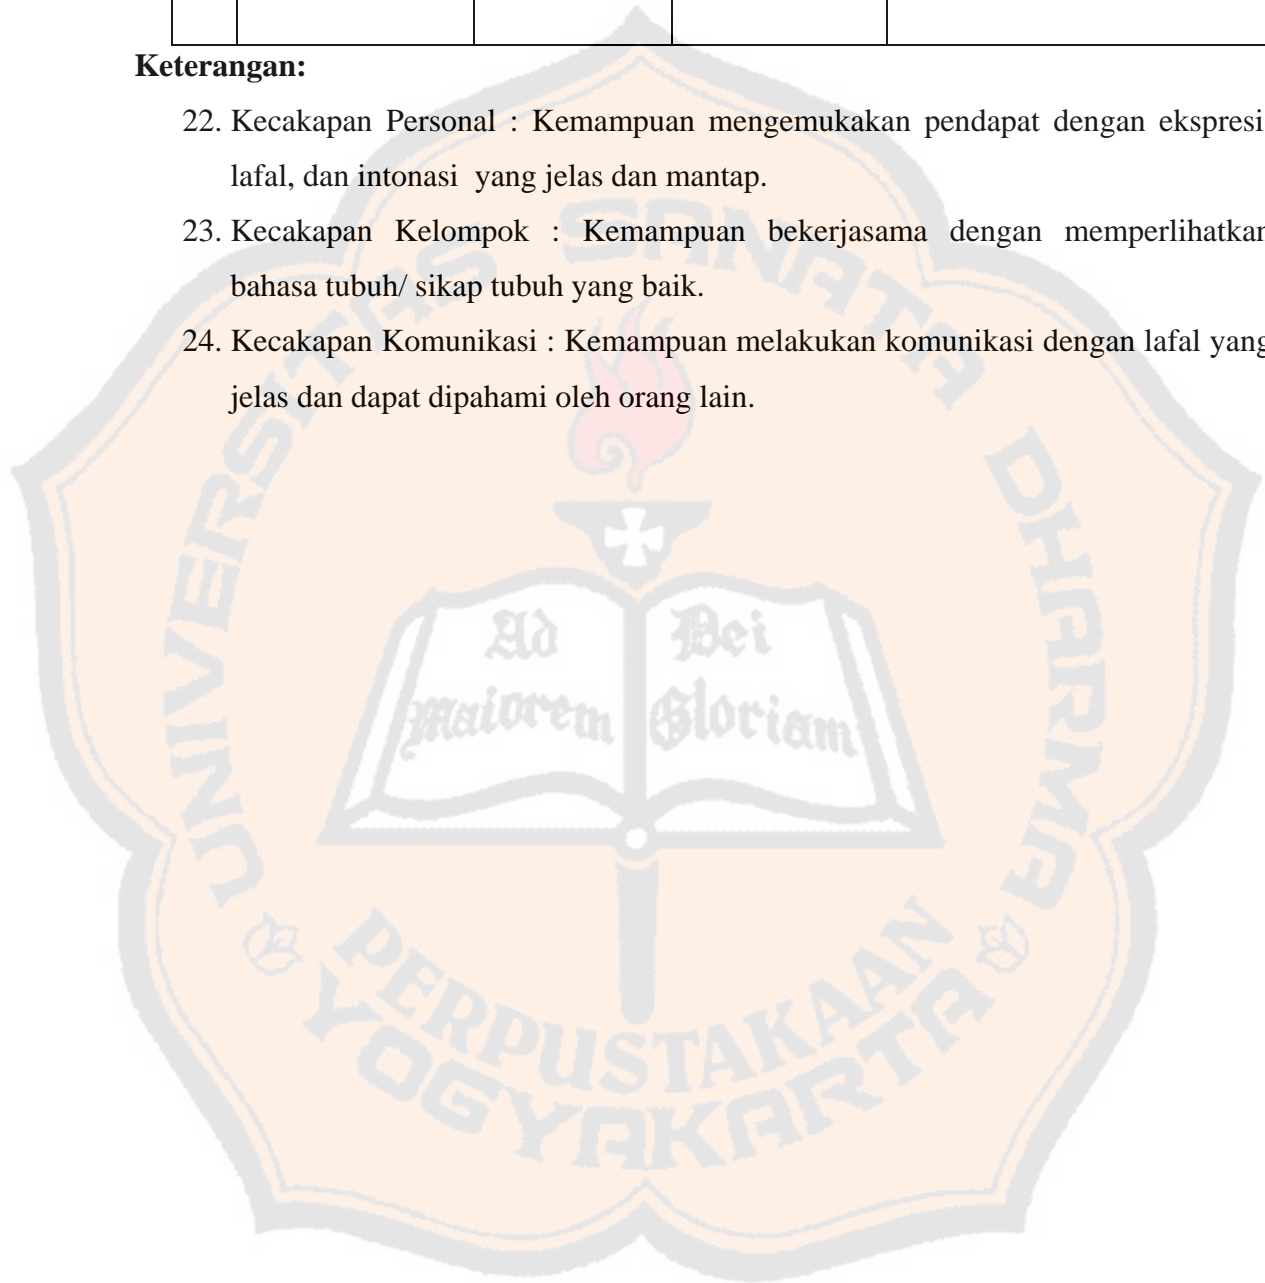 Keterangan:
22. Kecakapan Personal : Kemampuan mengemukakan pendapat dengan ekspresi
lafal, dan intonasi yang jelas dan mantap.
23. Kecakapan Kelompok : Kemampuan bekerjasama dengan memperlihatkan
bahasa tubuh/ sikap tubuh yang baik.
24. Kecakapan Komunikasi : Kemampuan melakukan komunikasi dengan lafal yang
jelas dan dapat dipahami oleh orang lain.
UNIVERSITAS SANATA DHARMA
Ad Dei
Maiorem Gloriam
PERPUSTAKAAN
YOGYAKARTA